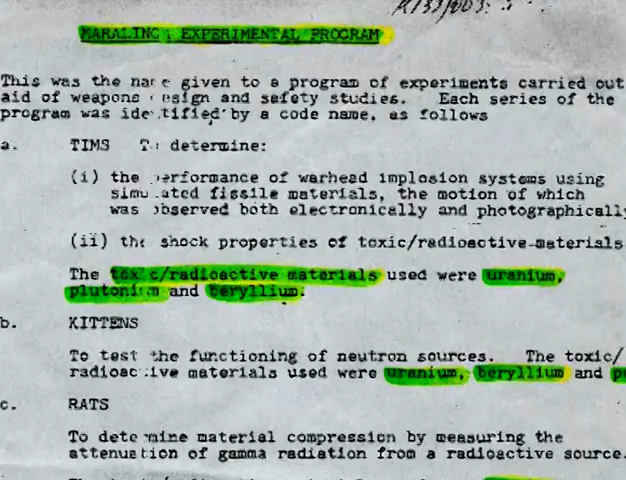 MARALINGA EXPERIMENTAL PROGRAM
This was the name given to a program of experiments carried out
aid of weapons design and safety studies. Each series of the
program was identified by a code name, as follows
a. TIMS To determine:
(i) the performance of warhead implosion systems using
simulated fissile materials, the motion of which
was observed both electronically and photographically
(ii) the shock properties of toxic/radioactive-materials
The toxic/radioactive materials used were uranium,
plutonium and beryllium.
b. KITTENS
To test the functioning of neutron sources. The toxic/
radioactive materials used were uranium, beryllium and
c. RATS
To determine material compression by measuring the
attenuation of gamma radiation from a radioactive source.